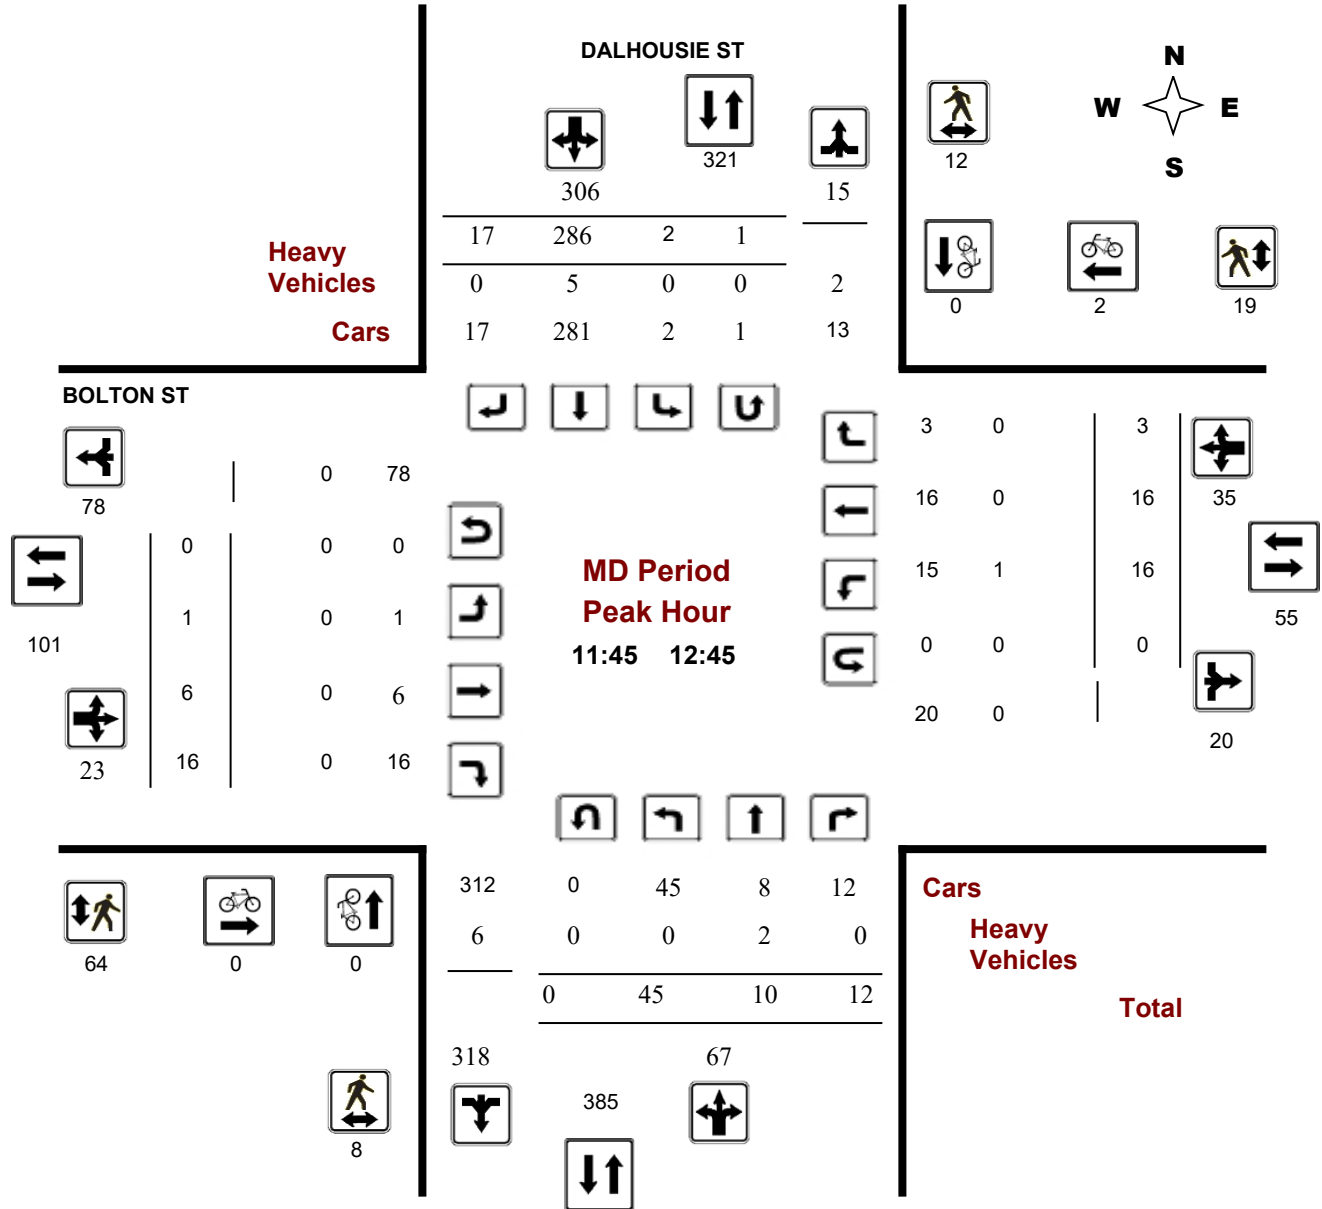 DALHOUSIE ST
N
W E
S
321
12
306
15
17 286 2 1
Heavy
Vehicles
0 5 0 0 2
0 2 19
Cars
17 281 2 1 13
BOLTON ST
3 0 3
0 78
78
16 0 16
35
0 0 0
MD Period
15 1 16
Peak Hour
1 0 1
55
101
11:45 12:45
0 0 0
6 0 6
20 0
20
23
16 0 16
312 0 45 8 12
Cars
6 0 0 2 0
Heavy
Vehicles
64 0 0
0 45 10 12
Total
318 67
385
8